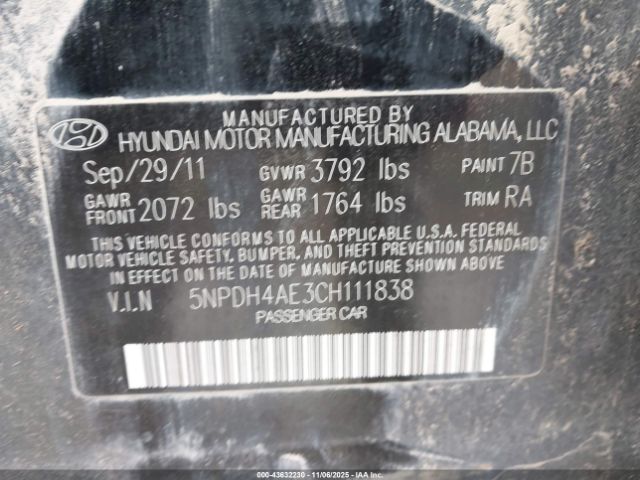 MANUFACTURED BY
HYUNDAI MOTOR MANUFACTURING ALABAMA, LLC
Sep/29/11 GVWR 3792 lbs PAINT 7B
GAWR FRONT 2072 lbs GAWR REAR 1764 lbs TRIM RA
THIS VEHICLE CONFORMS TO ALL APPLICABLE U.S.A. FEDERAL
MOTOR VEHICLE SAFETY, BUMPER, AND THEFT PREVENTION STANDARDS
IN EFFECT ON THE DATE OF MANUFACTURE SHOWN ABOVE
V.I.N 5NPDH4AE3CH111838
PASSENGER CAR
000-43632230 - 11/06/2025 - IAAI.COM